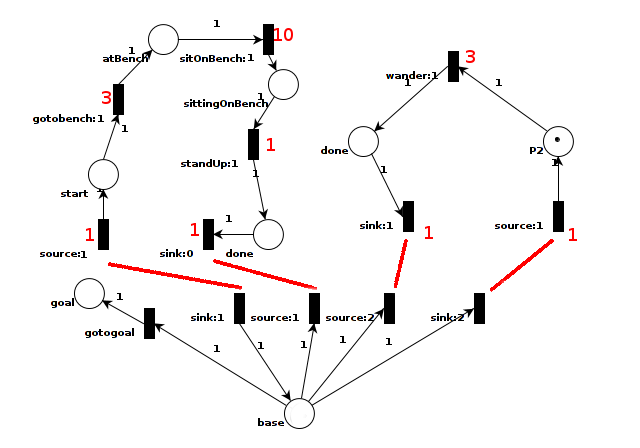 1
10
atBench
1
sitOnBench:1
3
wander:1
1
1
3
sittingOnBench
1
gotobench:1
1
1
standUp:1
1
done
P2
1
1
1
start
1
1
1
1
sink:1
1
source:1
1
source:1
sink:0
done
goal
1
gotogoal
sink:1
source:1
source:2
sink:2
1
1
1
1
1
base